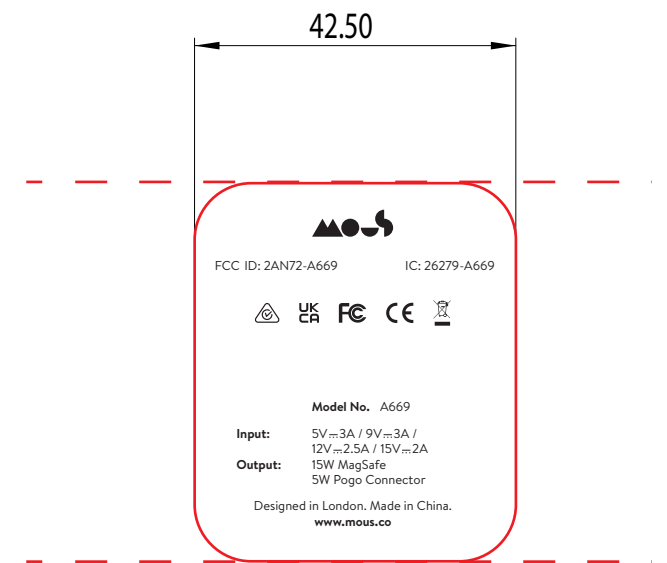 42.50
mous
FCC ID: 2AN72-A669 IC: 26279-A669
UK CA FC CE
Model No. A669
Input: 5V⎓3A / 9V⎓3A /
12V⎓2.5A / 15V⎓2A
Output: 15W MagSafe
5W Pogo Connector
Designed in London. Made in China.
www.mous.co